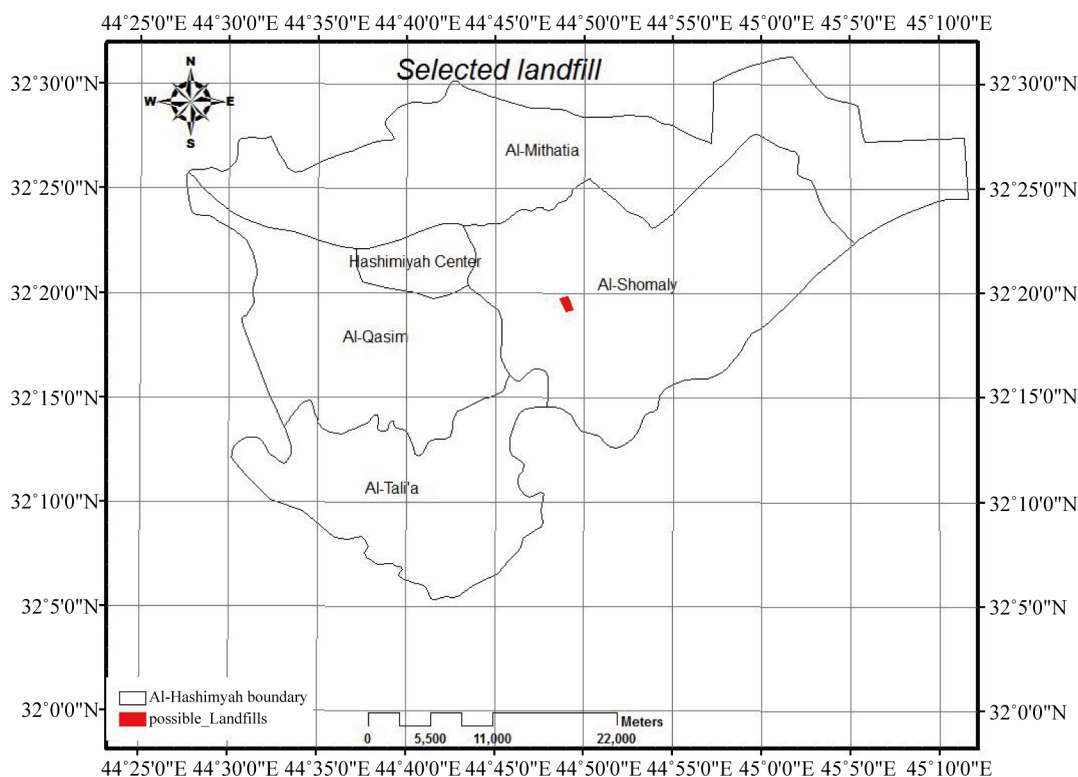 44°25'0"E 44°30'0"E 44°35'0"E 44°40'0"E 44°45'0"E 44°50'0"E 44°55'0"E 45°0'0"E 45°5'0"E 45°10'0"E
Selected landfill
N
W E
S
32°30'0"N 32°30'0"N
Al-Mithatia
32°25'0"N 32°25'0"N
Hashimiyah Center
Al-Shomaly
32°20'0"N 32°20'0"N
Al-Qasim
32°15'0"N 32°15'0"N
Al-Tali'a
32°10'0"N 32°10'0"N
32°5'0"N 32°5'0"N
Al-Hashimyah boundary
32°0'0"N 32°0'0"N
possible_Landfills
Meters
0 5,500 11,000 22,000
44°25'0"E 44°30'0"E 44°35'0"E 44°40'0"E 44°45'0"E 44°50'0"E 44°55'0"E 45°0'0"E 45°5'0"E 45°10'0"E